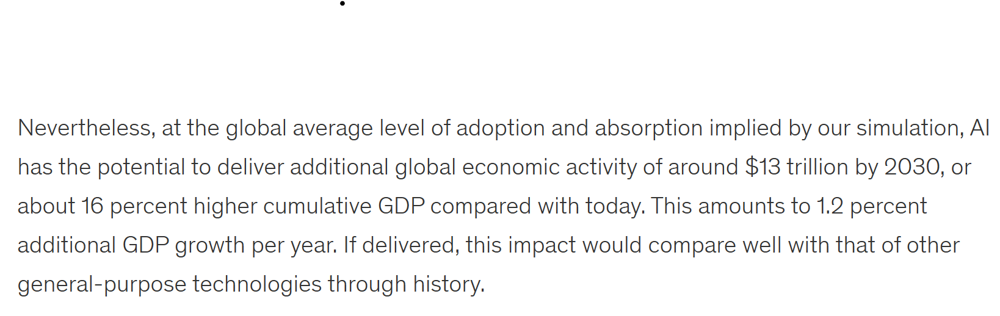 Nevertheless, at the global average level of adoption and absorption implied by our simulation, AI
has the potential to deliver additional global economic activity of around $13 trillion by 2030, or
about 16 percent higher cumulative GDP compared with today. This amounts to 1.2 percent
additional GDP growth per year. If delivered, this impact would compare well with that of other
general-purpose technologies through history.